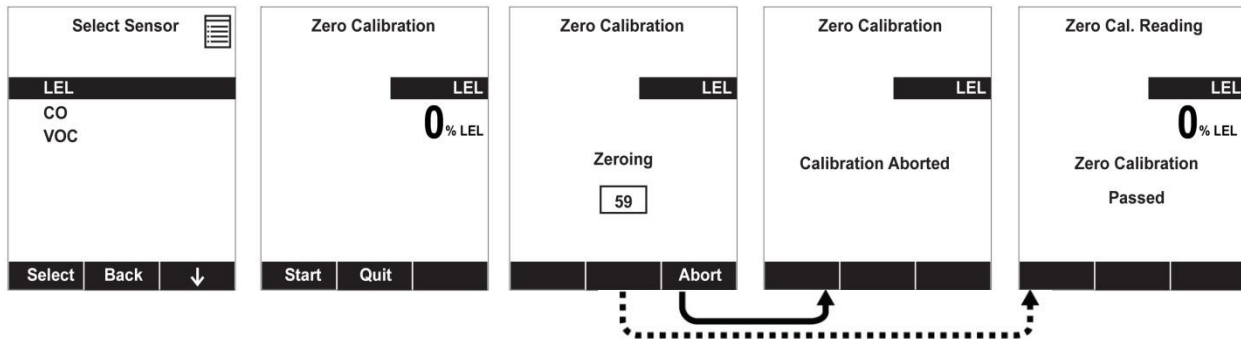 Select Sensor
LEL
CO
VOC
Select Back ↓
Zero Calibration
LEL
0 % LEL
Start Quit
Zero Calibration
LEL
Zeroing
59
Abort
Zero Calibration
LEL
Calibration Aborted
Zero Cal. Reading
LEL
0 % LEL
Zero Calibration
Passed